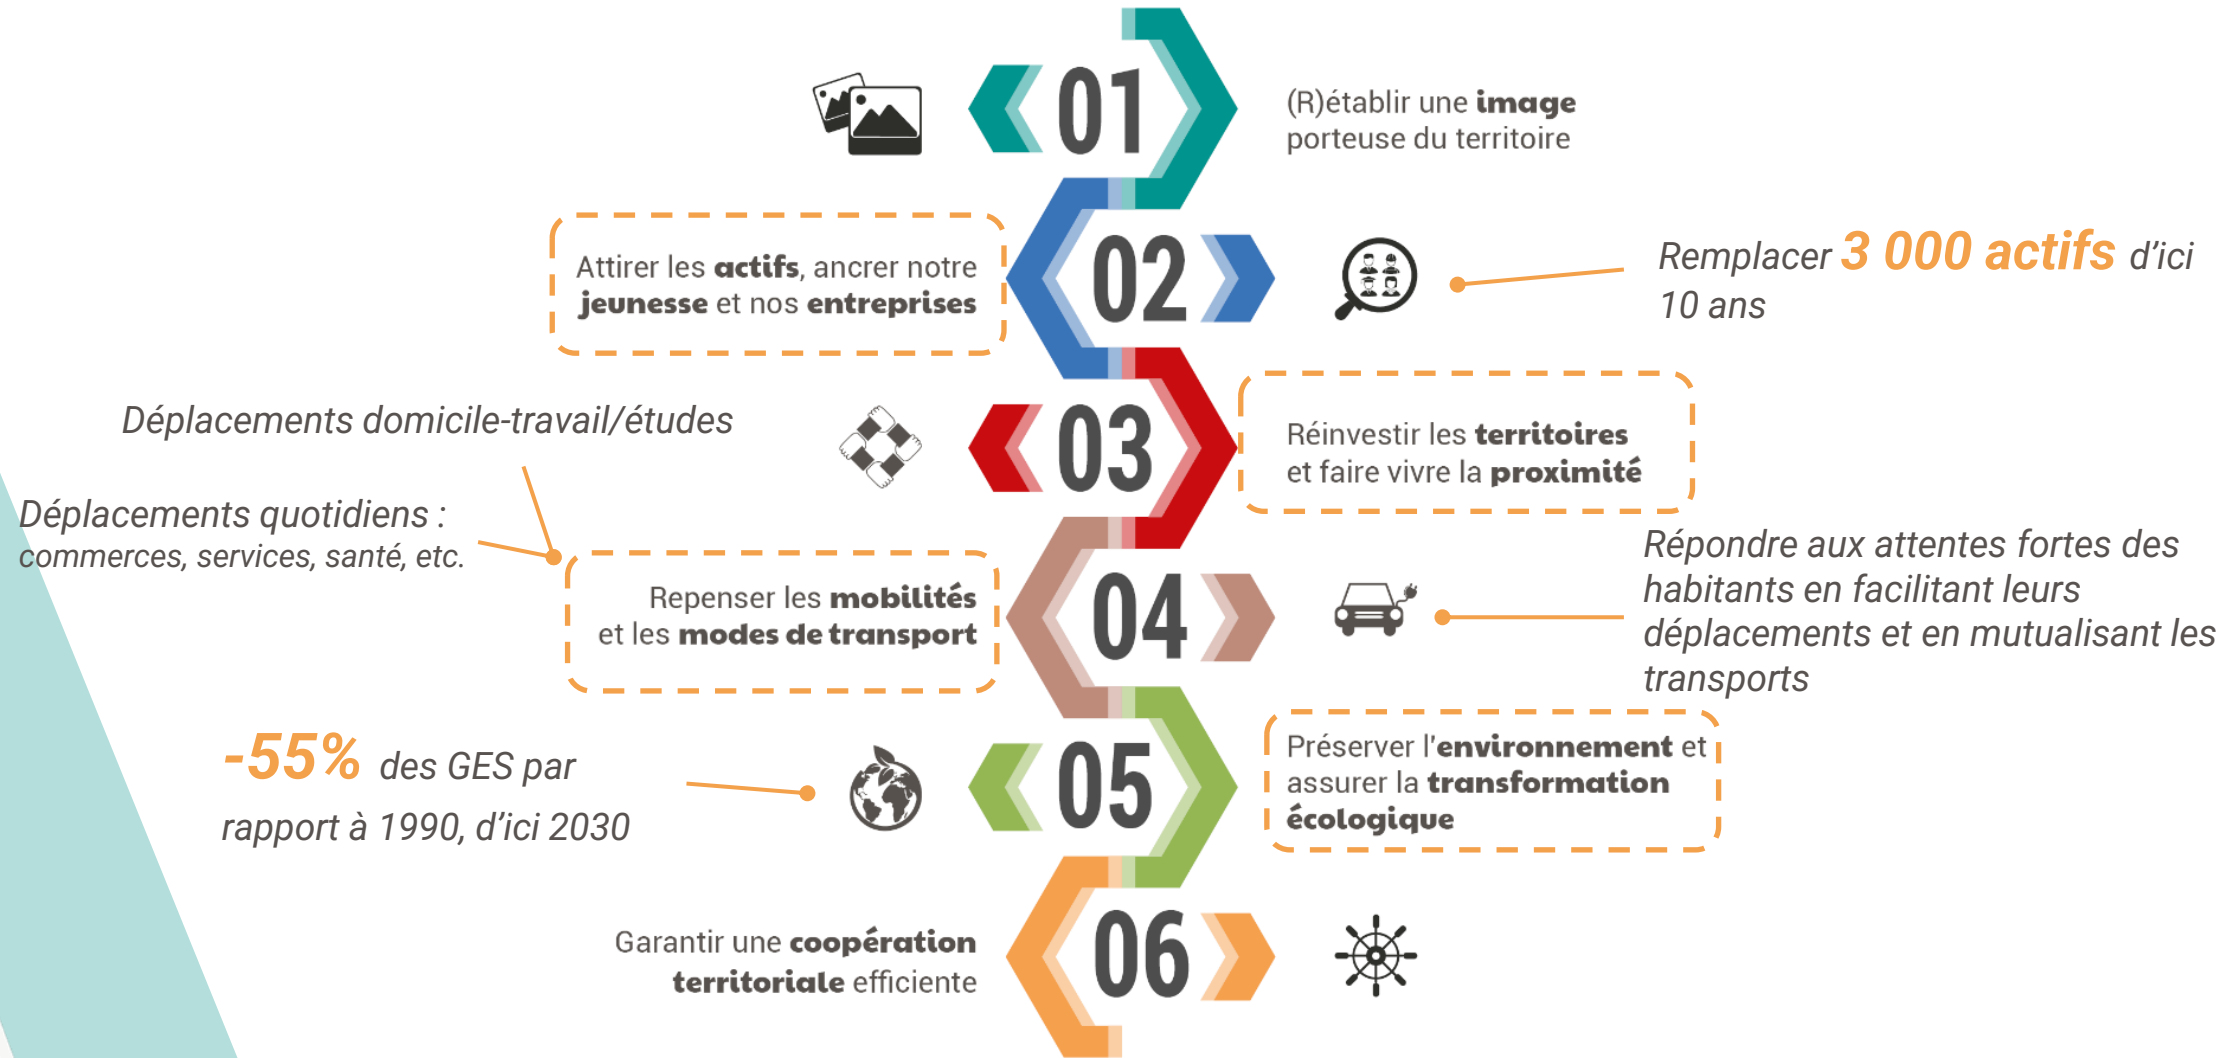 01
(R)établir une image
porteuse du territoire
Attirer les actifs, ancrer notre
jeunesse et nos entreprises
02
Remplacer 3 000 actifs d’ici
10 ans
Déplacements domicile-travail/études
03
Réinvestir les territoires
et faire vivre la proximité
Déplacements quotidiens :
commerces, services, santé, etc.
Repenser les mobilités
et les modes de transport
04
Répondre aux attentes fortes des
habitants en facilitant leurs
déplacements et en mutualisant les
transports
-55% des GES par
rapport à 1990, d’ici 2030
05
Préserver l'environnement et
assurer la transformation
écologique
Garantir une coopération
territoriale efficiente
06